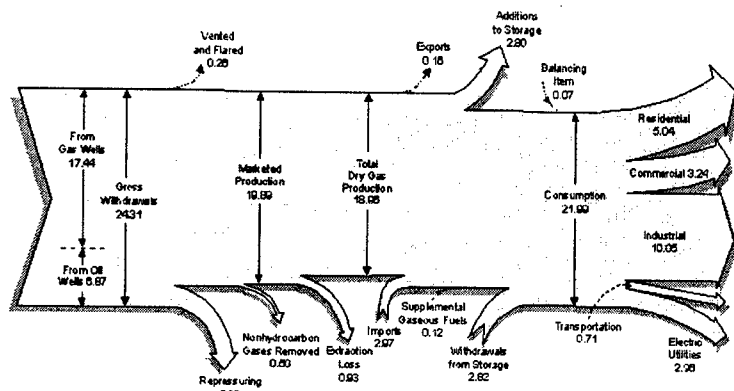 Vented
and Flared
0.26
Exports
0.16
Additions
to Storage
2.80
Balancing
Item
0.07
From
Gas Wells
17.44
Gross
Withdrawals
24.31
Marketed
Production
19.89
Total
Dry Gas
Production
18.96
Consumption
21.99
Residential
5.04
Commercial 3.24
Industrial
10.05
From Oil
Wells 6.87
Nonhydrocarbon
Gases Removed
0.60
Extraction
Loss
0.93
Imports
2.97
Supplemental
Gaseous Fuels
0.12
Withdrawals
from Storage
2.82
Transportation
0.71
Electric
Utilities
2.96
Repressuring